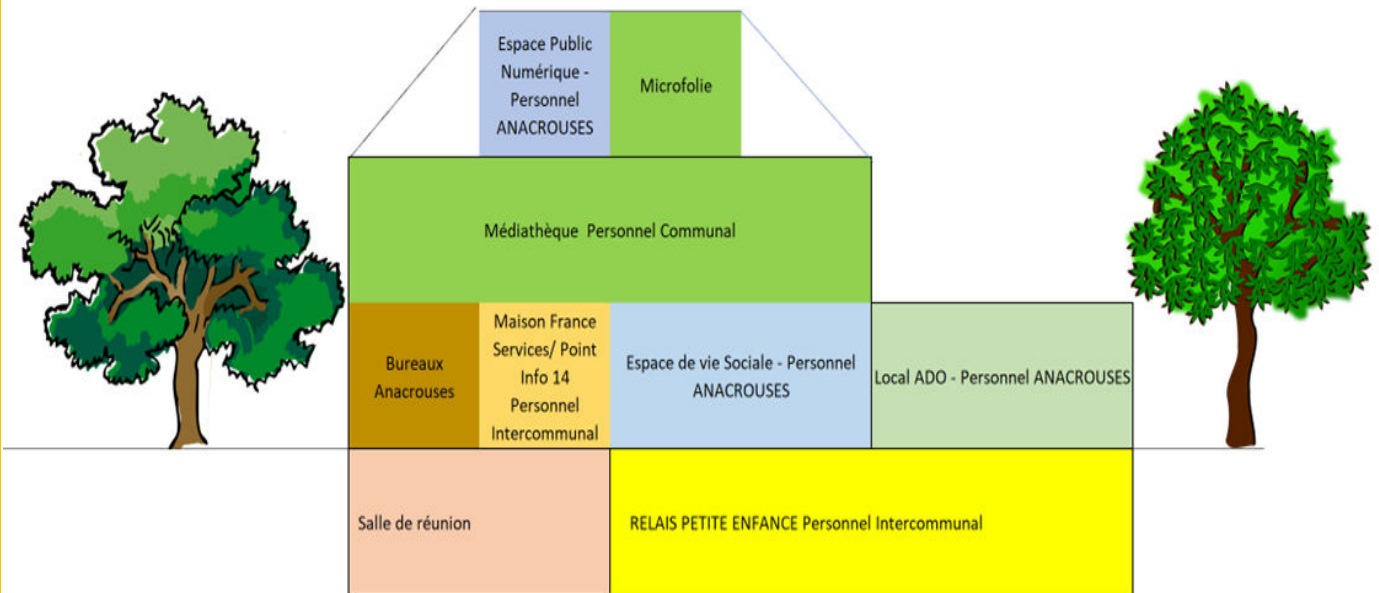 Espace Public
Numérique -
Personnel
ANACROUSES
Microfolie
Médiathèque Personnel Communal
Bureaux
Anacrouses
Maison France
Services/ Point
Info 14
Personnel
Intercommunal
Espace de vie Sociale - Personnel
ANACROUSES
Local ADO - Personnel ANACROUSES
Salle de réunion
RELAIS PETITE ENFANCE Personnel Intercommunal